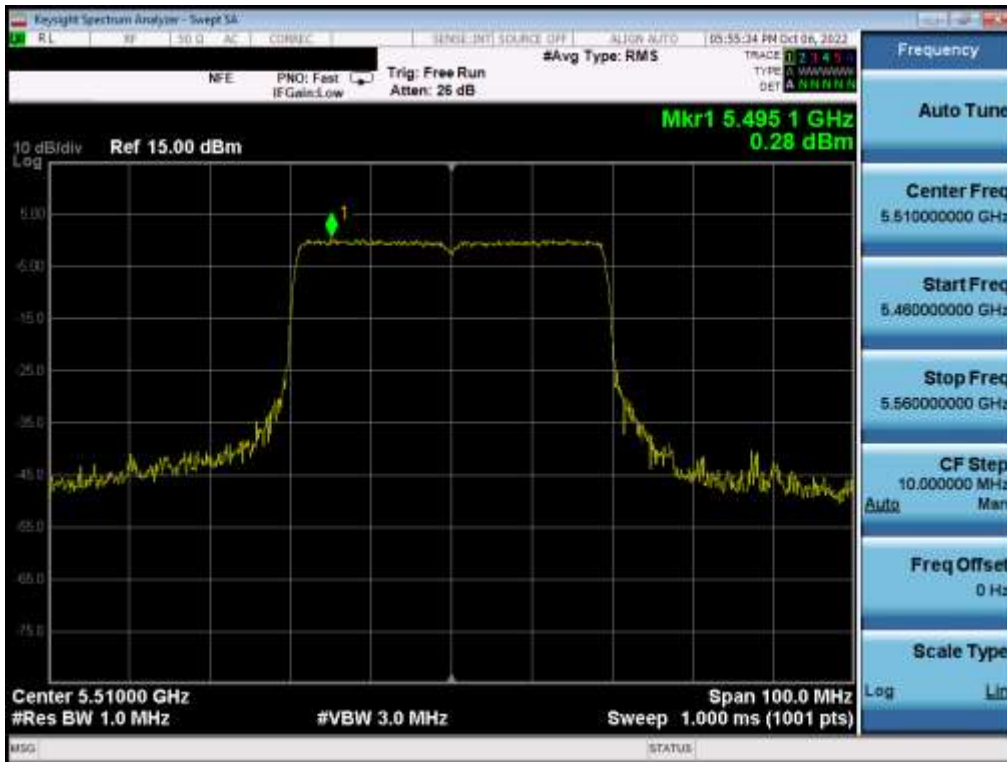 Keysight Spectrum Analyzer - Swept SA
RL RF 50 Ω AC CORREC SENSE:INT SOURCE OFF ALIGN AUTO 05:55:34 PM Oct 06, 2022
NFE
PNO: Fast
IFGain:Low
Trig: Free Run
Atten: 26 dB
#Avg Type: RMS
TRACE 1 2 3 4 5 6
TYPE A WWWWW
DET A N N N N N
Mkr1 5.495 1 GHz
0.28 dBm
10 dB/div
Log
Ref 15.00 dBm
5.00
-5.00
-15.0
-25.0
-35.0
-45.0
-55.0
-65.0
-75.0
1
Center 5.51000 GHz
#Res BW 1.0 MHz
#VBW 3.0 MHz
Span 100.0 MHz
Sweep 1.000 ms (1001 pts)
MSG
STATUS
Frequency
Auto Tune
Center Freq
5.510000000 GHz
Start Freq
5.460000000 GHz
Stop Freq
5.560000000 GHz
CF Step
10.000000 MHz
Auto Man
Freq Offset
0 Hz
Scale Type
Log Lin